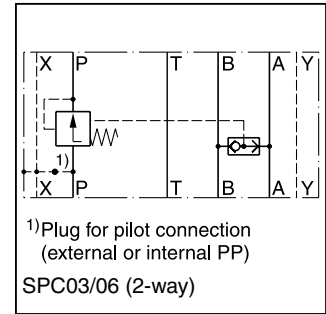 X P T B A Y
1)
X P T B A Y
1)Plug for pilot connection
(external or internal PP)
SPC03/06 (2-way)